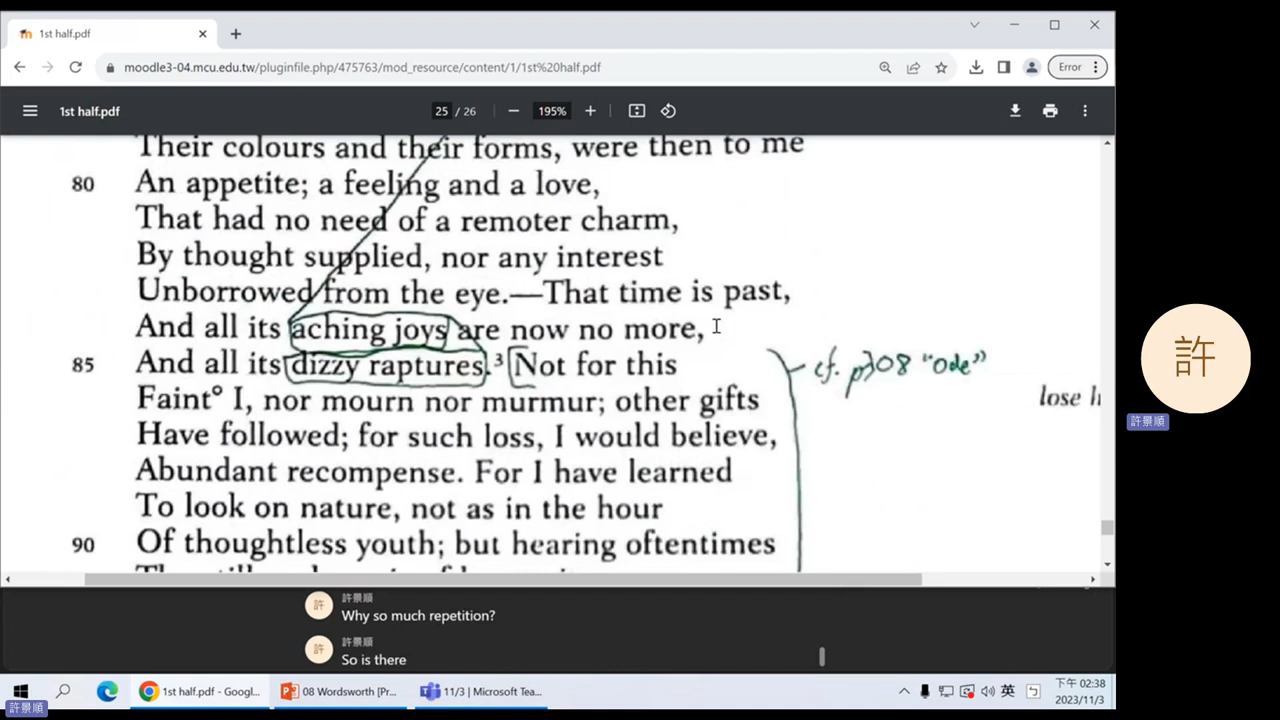 1st half.pdf
moodle3-04.mcu.edu.tw/pluginfile.php/475763/mod_resource/content/1/1st%20half.pdf
Error
1st half.pdf
25 / 26
195%
Their colours and their forms, were then to me
80 An appetite; a feeling and a love,
That had no need of a remoter charm,
By thought supplied, nor any interest
Unborrowed from the eye.—That time is past,
And all its aching joys are now no more,
85 And all its dizzy raptures.³ Not for this
cf. p308 "Ode"
Faint° I, nor mourn nor murmur; other gifts
lose h
Have followed; for such loss, I would believe,
Abundant recompense. For I have learned
To look on nature, not as in the hour
90 Of thoughtless youth; but hearing oftentimes
許
許景順
許
許景順
Why so much repetition?
許
許景順
So is there
1st half.pdf - Googl...
08 Wordsworth [Pr...
11/3 | Microsoft Tea...
英
下午 02:38
2023/11/3
許景順